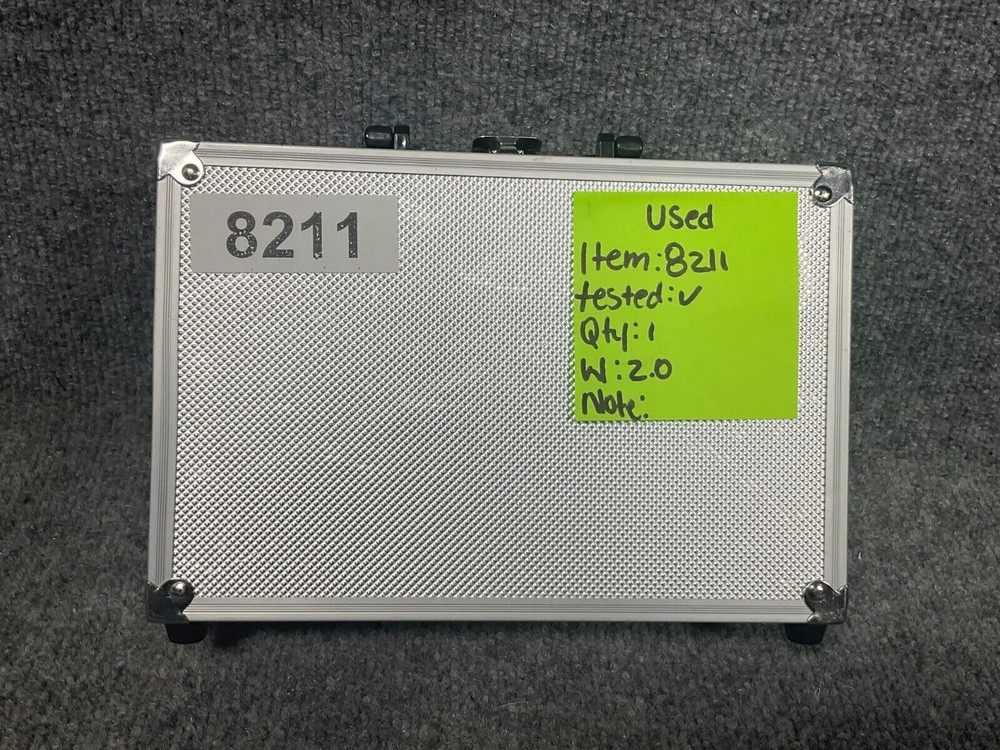 8211
Used
Item:8211
tested:✓
Qty:1
W:2.0
Note: